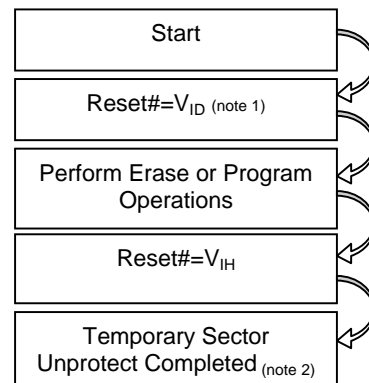 Start
Reset#=VID (note 1)
Perform Erase or Program
Operations
Reset#=VIH
Temporary Sector
Unprotect Completed (note 2)